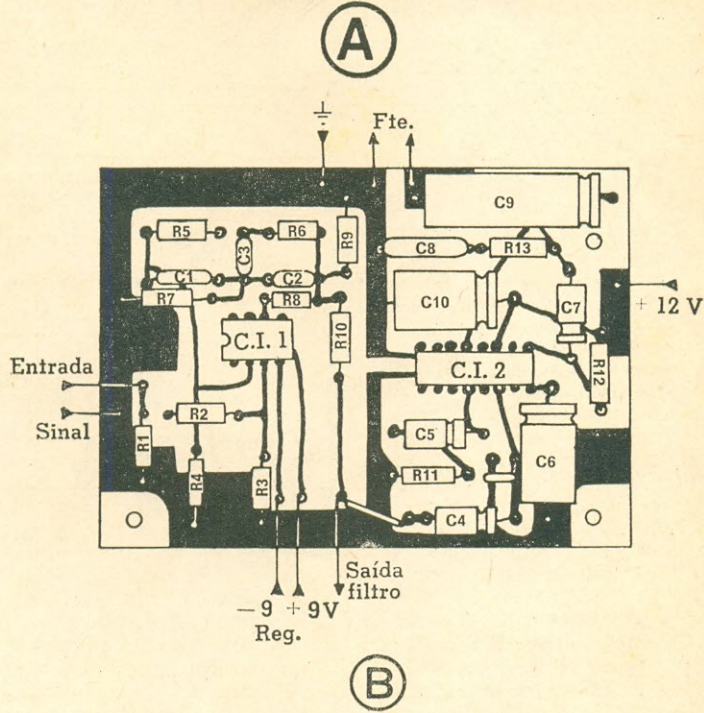 A
Fte.
C9
R5
R6
R9
C3
C8
R13
C1
C2
R7
R8
C10
C7
+ 12 V
C.I. 1
R10
C.I. 2
R12
Entrada
Sinal
R2
R1
C5
C6
R4
R3
R11
C4
Saída
filtro
— 9 + 9V
Reg.
B